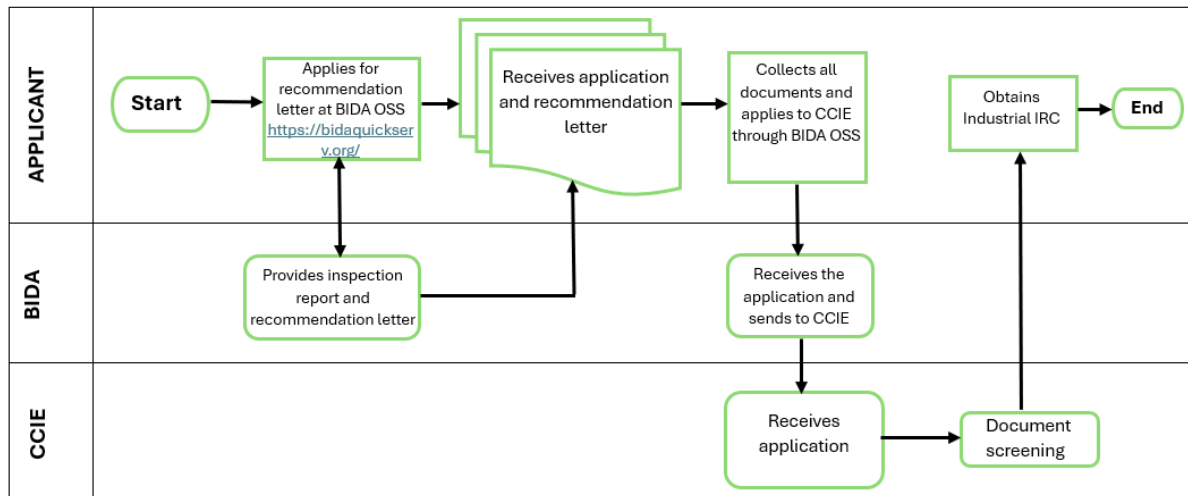 APPLICANT
Start
Applies for
recommendation
letter at BIDA OSS
https://bidaquickser
v.org/
Receives application
and recommendation
letter
Collects all
documents and
applies to CCIE
through BIDA OSS
Obtains
Industrial IRC
End
BIDA
Provides inspection
report and
recommendation letter
Receives the
application and
sends to CCIE
CCIE
Receives
application
Document
screening